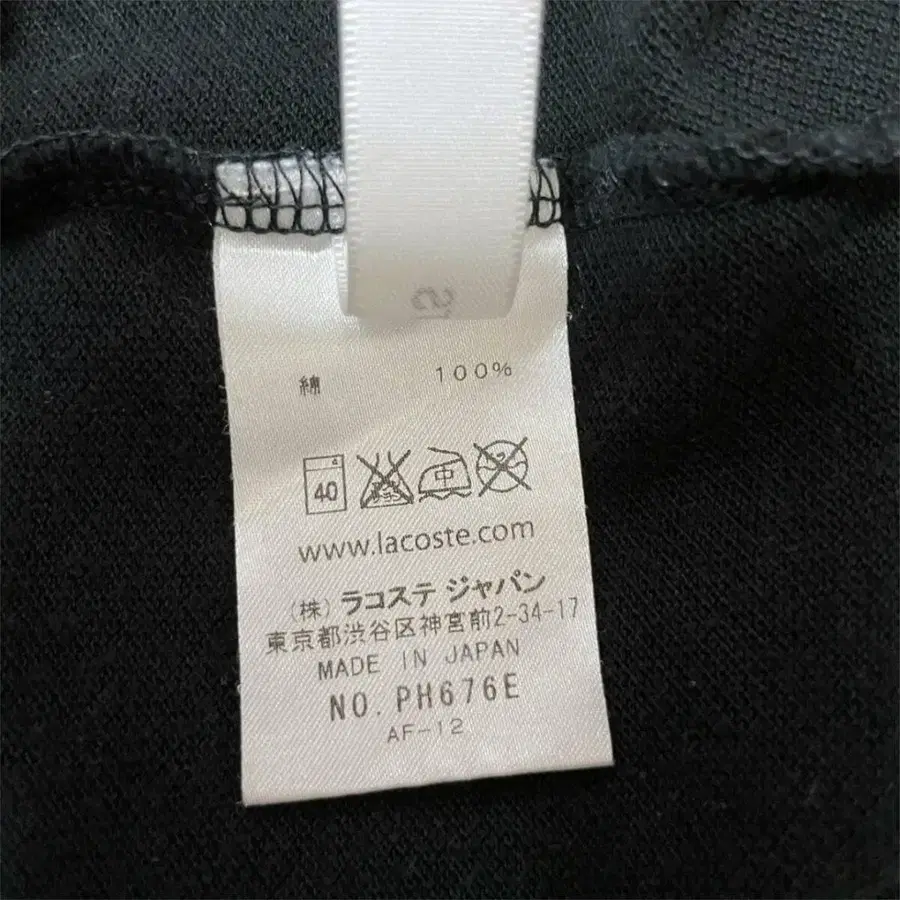 綿 100%
40 中
www.lacoste.com
(株) ラコステ ジャパン
東京都渋谷区神宮前2-34-17
MADE IN JAPAN
NO. PH676E
AF-12